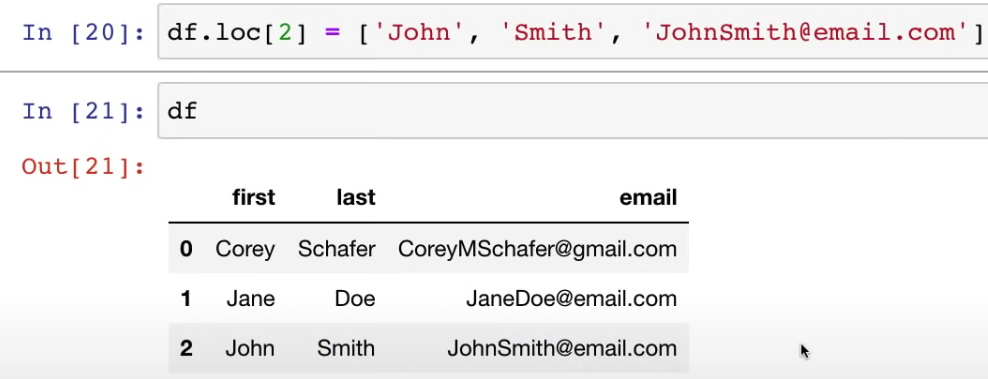 In [20]: df.loc[2] = ['John', 'Smith', 'JohnSmith@email.com']
In [21]: df
Out[21]:
first last email
0 Corey Schafer CoreyMSchafer@gmail.com
1 Jane Doe JaneDoe@email.com
2 John Smith JohnSmith@email.com